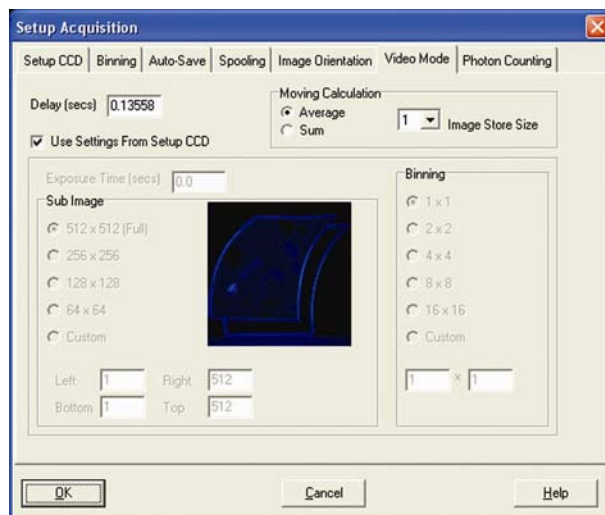 Setup Acquisition
Setup CCD Binning Auto-Save Spooling Image Orientation Video Mode Photon Counting
Delay (secs) 0.13558
Use Settings From Setup CCD
Moving Calculation
Average
Sum
1 Image Store Size
Exposure Time (secs) 0.0
Sub Image
512 x 512 (Full)
256 x 256
128 x 128
64 x 64
Custom
Left 1 Right 512
Bottom 1 Top 512
Binning
1 x 1
2 x 2
4 x 4
8 x 8
16 x 16
Custom
1 x 1
OK Cancel Help